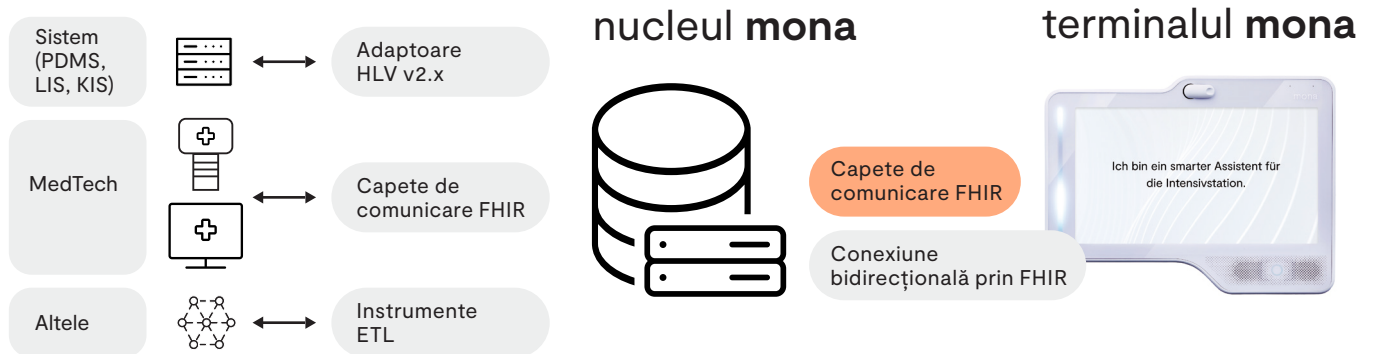 Sistem
(PDMS,
LIS, KIS)
Adaptoare
HLV v2.x
MedTech
Capete de
comunicare FHIR
Altele
Instrumente
ETL
nucleul mona
Capete de
comunicare FHIR
Conexiune
bidirecțională prin FHIR
terminalul mona
Ich bin ein smarter Assistent für
die Intensivstation.